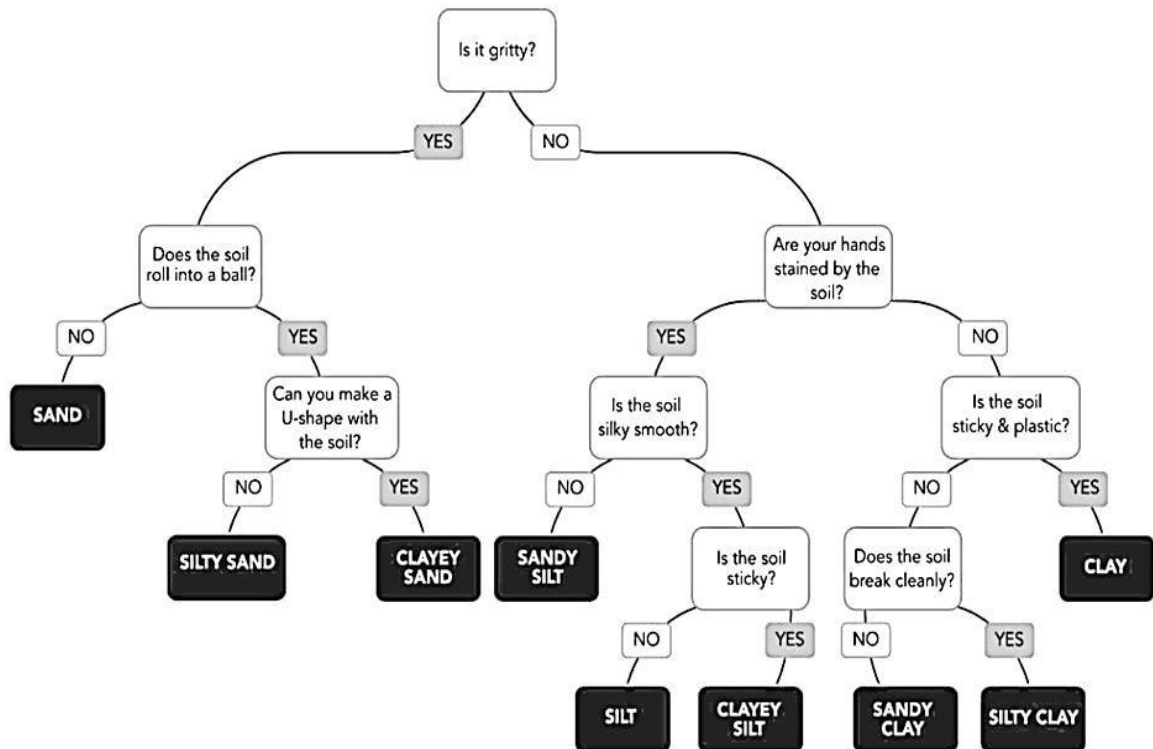 Is it gritty?
YES
NO
Does the soil
roll into a ball?
Are your hands
stained by the
soil?
NO
YES
YES
NO
SAND
Can you make a
U-shape with
the soil?
Is the soil
silky smooth?
Is the soil
sticky & plastic?
NO
YES
NO
YES
NO
YES
SILTY SAND
CLAYEY
SAND
SANDY
SILT
Is the soil
sticky?
Does the soil
break cleanly?
CLAY
NO
YES
NO
YES
SILT
CLAYEY
SILT
SANDY
CLAY
SILTY CLAY